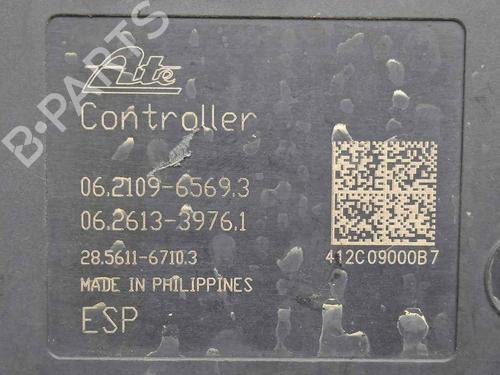 B-PARTS
Ate
Controller
06.2109-6569.3
06.2613-3976.1
28.5611-6710.3
412C09000B7
MADE IN PHILIPPINES
ESP